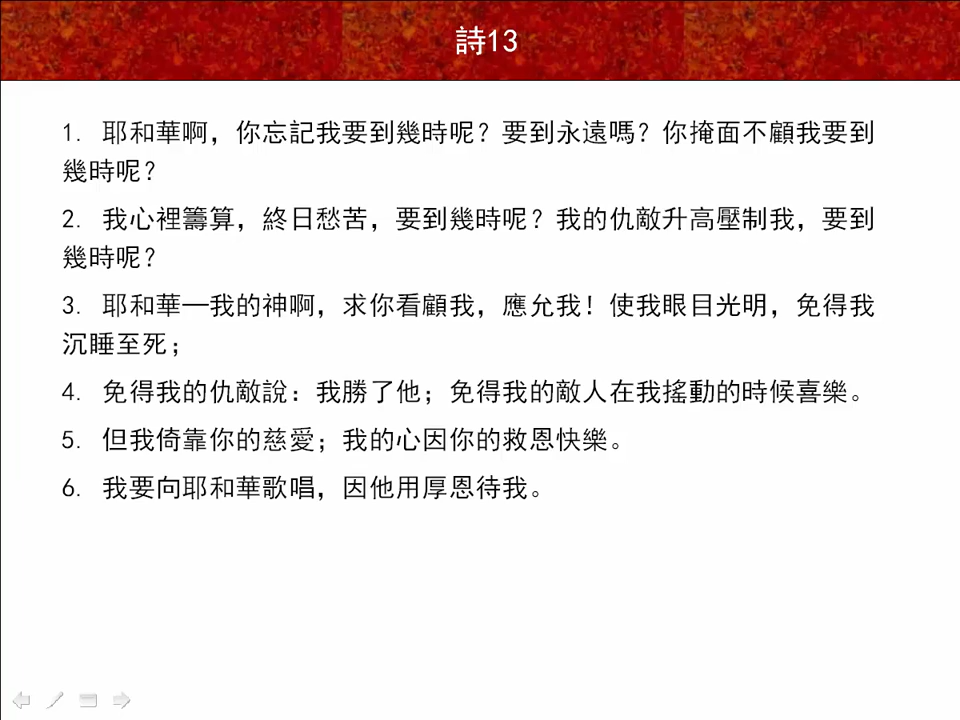 詩13
1. 耶和華啊，你忘記我要到幾時呢？要到永遠嗎？你掩面不顧我要到
幾時呢？
2. 我心裡籌算，終日愁苦，要到幾時呢？我的仇敵升高壓制我，要到
幾時呢？
3. 耶和華─我的神啊，求你看顧我，應允我！使我眼目光明，免得我
沉睡至死；
4. 免得我的仇敵說：我勝了他；免得我的敵人在我搖動的時候喜樂。
5. 但我倚靠你的慈愛；我的心因你的救恩快樂。
6. 我要向耶和華歌唱，因他用厚恩待我。